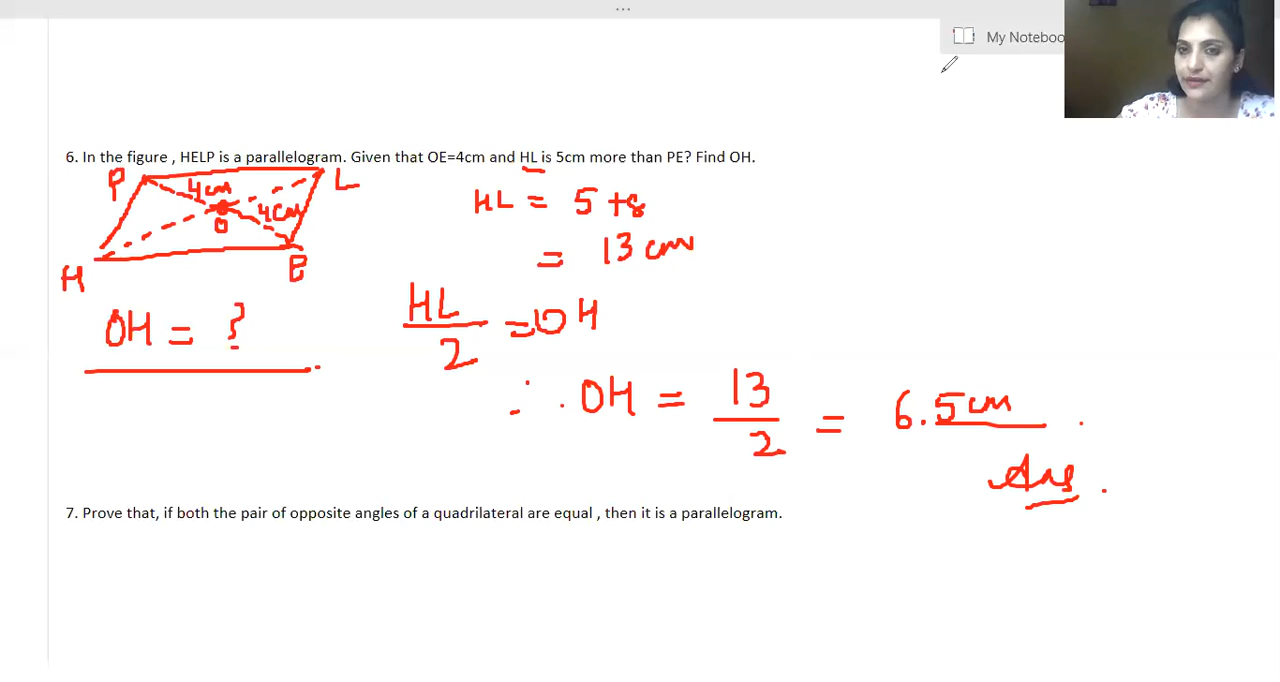 My Noteboo
6. In the figure , HELP is a parallelogram. Given that OE=4cm and HL is 5cm more than PE? Find OH.
P
L
4cm
4cm
O
H
E
HL = 5 +8
= 13 cm
OH = ?
HL/2 = OH
∴ OH = 13/2 = 6.5 cm
Ans.
7. Prove that, if both the pair of opposite angles of a quadrilateral are equal , then it is a parallelogram.